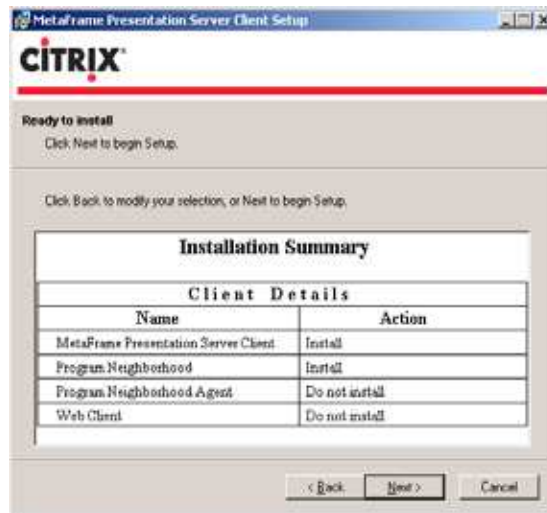 MetaFrame Presentation Server Client Setup
CİTRIX
Ready to install
Click Next to begin Setup.
Click Back to modify your selection, or Next to begin Setup.
Installation Summary
Client Details
Name Action
MetaFrame Presentation Server Client Install
Program Neighborhood Install
Program Neighborhood Agent Do not install
Web Client Do not install
< Back Next > Cancel